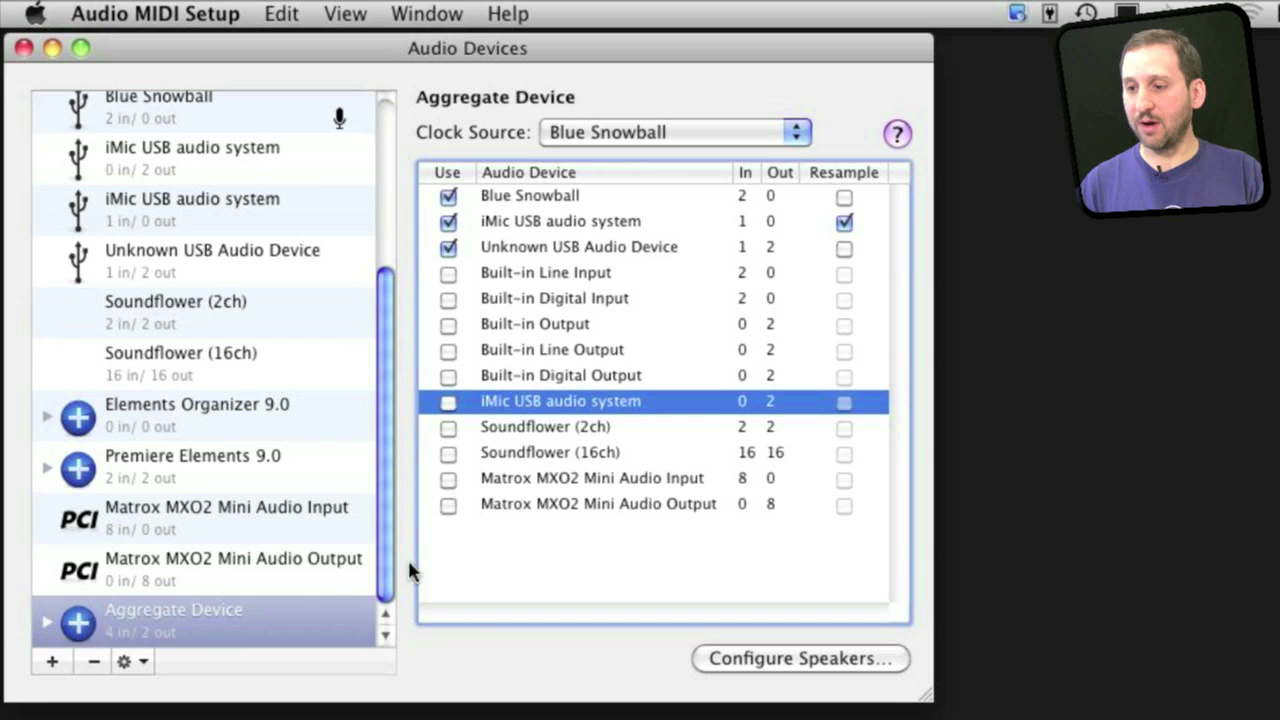 Audio MIDI Setup Edit View Window Help
Audio Devices
Blue Snowball
2 in/ 0 out
iMic USB audio system
0 in/ 2 out
iMic USB audio system
1 in/ 0 out
Unknown USB Audio Device
1 in/ 2 out
Soundflower (2ch)
2 in/ 2 out
Soundflower (16ch)
16 in/ 16 out
Elements Organizer 9.0
0 in/ 0 out
Premiere Elements 9.0
2 in/ 2 out
PCI Matrox MXO2 Mini Audio Input
8 in/ 0 out
PCI Matrox MXO2 Mini Audio Output
0 in/ 8 out
Aggregate Device
4 in/ 2 out
Aggregate Device
Clock Source: Blue Snowball ?
Use Audio Device In Out Resample
Blue Snowball 2 0
iMic USB audio system 1 0
Unknown USB Audio Device 1 2
Built-in Line Input 2 0
Built-in Digital Input 2 0
Built-in Output 0 2
Built-in Line Output 0 2
Built-in Digital Output 0 2
iMic USB audio system 0 2
Soundflower (2ch) 2 2
Soundflower (16ch) 16 16
Matrox MXO2 Mini Audio Input 8 0
Matrox MXO2 Mini Audio Output 0 8
Configure Speakers...